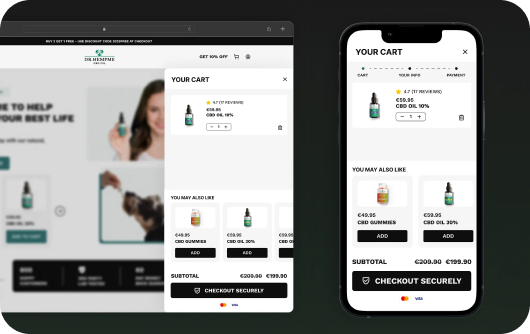 BUY 2 GET 1 FREE - USE DISCOUNT CODE 2023FREE AT CHECKOUT
DR.HEMPME
GET 10% OFF
ME TO HELP
YOUR BEST LIFE
YOUR CART
4.7 (17 REVIEWS)
€59.95
CBD OIL 10%
- 1 +
YOU MAY ALSO LIKE
€49.95
CBD GUMMIES
ADD
€59.95
CBD OIL 20%
ADD
SUBTOTAL
€209.90 €199.90
CHECKOUT SECURELY
VISA
YOUR CART
CART
YOUR INFO
PAYMENT
4.7 (17 REVIEWS)
€59.95
CBD OIL 10%
- 1 +
YOU MAY ALSO LIKE
€49.95
CBD GUMMIES
ADD
€59.95
CBD OIL 20%
ADD
SUBTOTAL
€209.90 €199.90
CHECKOUT SECURELY
VISA